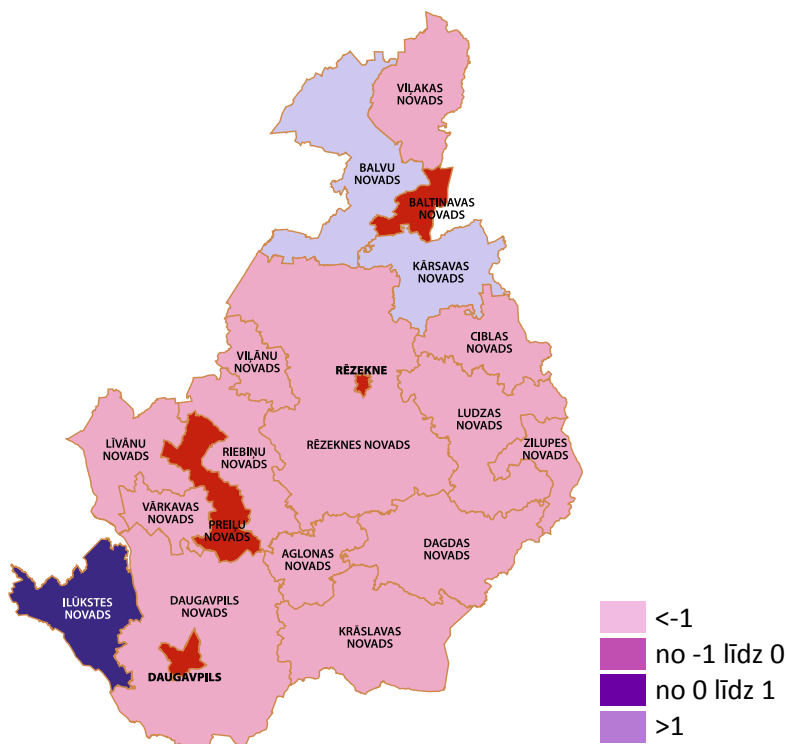 VIĻAKAS
NOVADS
BALVU
NOVADS
BALTINAVAS
NOVADS
KĀRSAVAS
NOVADS
CIBLAS
NOVADS
VIĻĀNU
NOVADS
RĒZEKNE
LUDZAS
NOVADS
ZILUPES
NOVADS
LĪVĀNU
NOVADS
RIEBIŅU
NOVADS
RĒZEKNES NOVADS
VĀRKAVAS
NOVADS
PREIĻU
NOVADS
AGLONAS
NOVADS
DAGDAS
NOVADS
ILŪKSTES
NOVADS
DAUGAVPILS
NOVADS
KRĀSLAVAS
NOVADS
DAUGAVPILS
<-1
no -1 līdz 0
no 0 līdz 1
>1